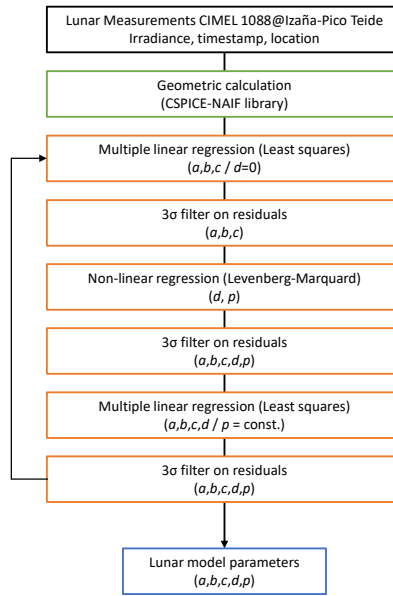 Lunar Measurements CIMEL 1088@Izaña-Pico Teide
Irradiance, timestamp, location
Geometric calculation
(CSPICE-NAIF library)
Multiple linear regression (Least squares)
(a,b,c / d=0)
3σ filter on residuals
(a,b,c)
Non-linear regression (Levenberg-Marquard)
(d, p)
3σ filter on residuals
(a,b,c,d,p)
Multiple linear regression (Least squares)
(a,b,c,d / p = const.)
3σ filter on residuals
(a,b,c,d,p)
Lunar model parameters
(a,b,c,d,p)